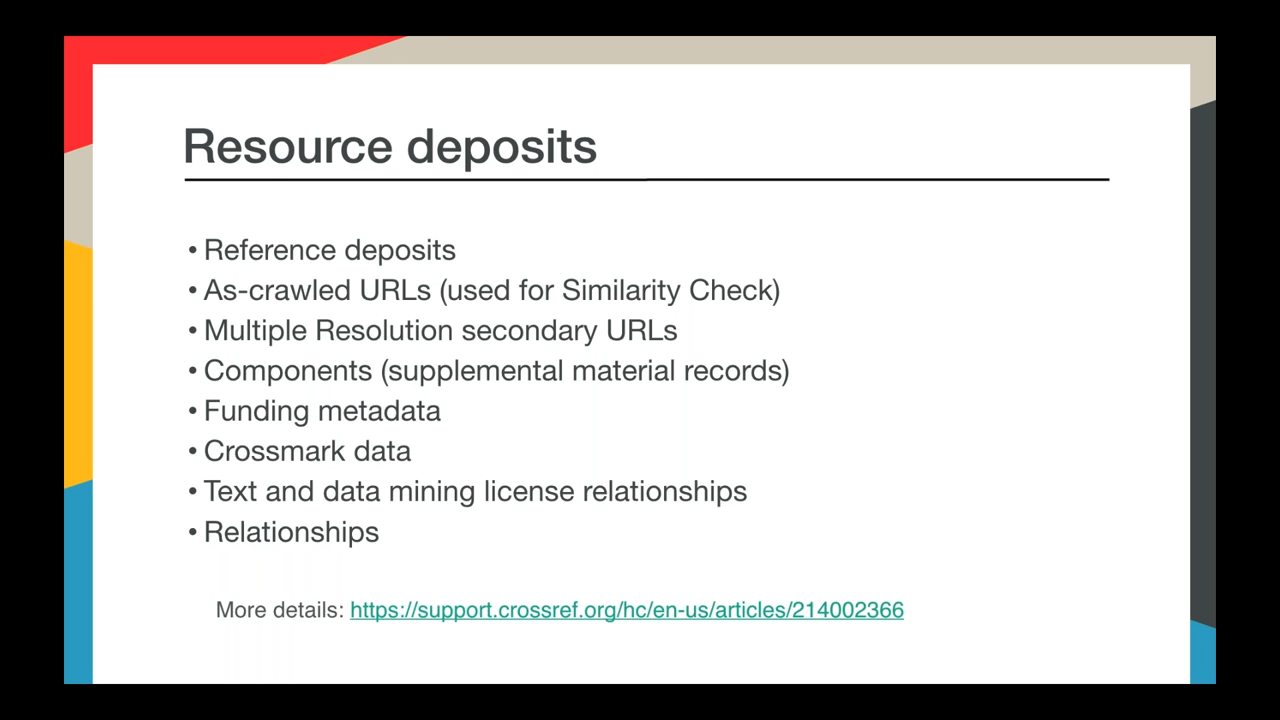 Resource deposits
• Reference deposits
• As-crawled URLs (used for Similarity Check)
• Multiple Resolution secondary URLs
• Components (supplemental material records)
• Funding metadata
• Crossmark data
• Text and data mining license relationships
• Relationships
More details: https://support.crossref.org/hc/en-us/articles/214002366